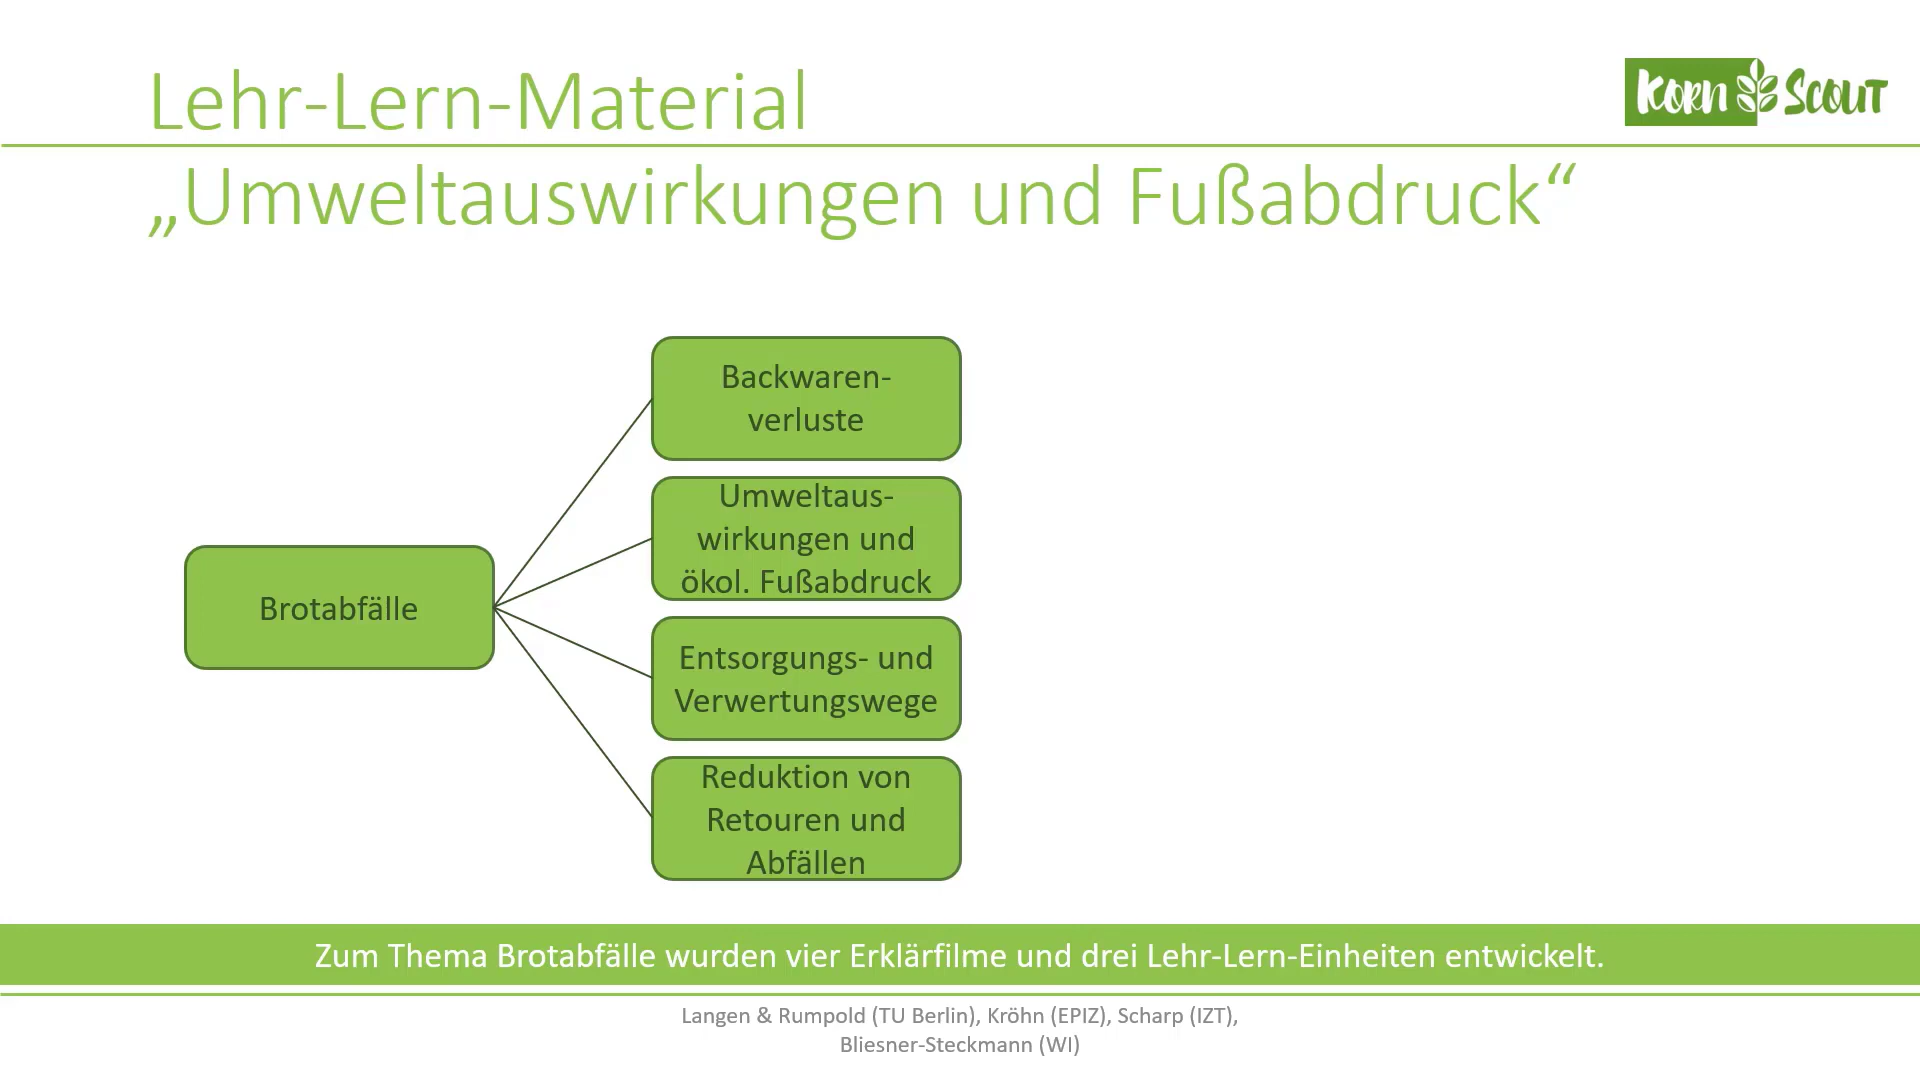 Lehr-Lern-Material
KORN SCOUT
„Umweltauswirkungen und Fußabdruck“
Backwaren-
verluste
Umweltaus-
wirkungen und
ökol. Fußabdruck
Brotabfälle
Entsorgungs- und
Verwertungswege
Reduktion von
Retouren und
Abfällen
Zum Thema Brotabfälle wurden vier Erklärfilme und drei Lehr-Lern-Einheiten entwickelt.
Langen & Rumpold (TU Berlin), Kröhn (EPIZ), Scharp (IZT),
Bliesner-Steckmann (WI)